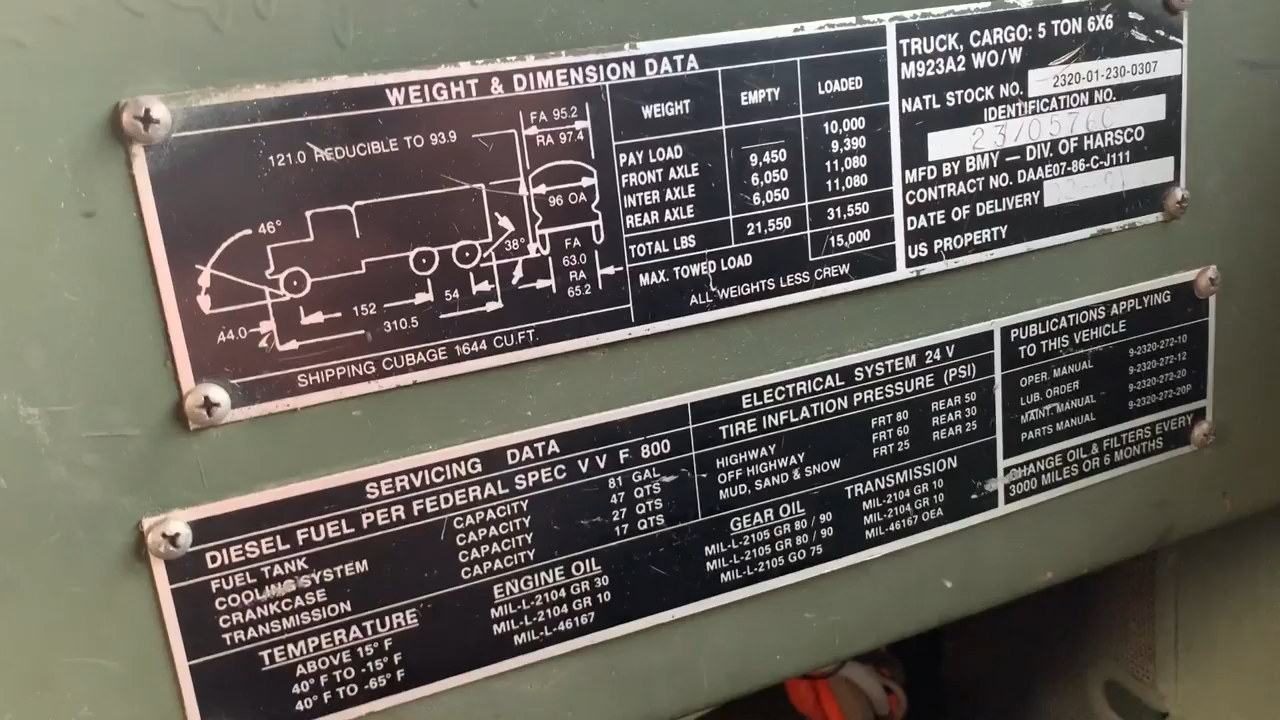 WEIGHT & DIMENSION DATA
121.0 REDUCIBLE TO 93.9
FA 95.2
RA 97.4
96 OA
46°
38°
FA
63.0
RA
65.2
152
54
310.5
A4.0
SHIPPING CUBAGE 1644 CU.FT.
WEIGHT EMPTY LOADED
PAY LOAD 10,000
FRONT AXLE 9,450 9,390
INTER AXLE 6,050 11,080
REAR AXLE 6,050 11,080
TOTAL LBS 21,550 31,550
MAX. TOWED LOAD 15,000
ALL WEIGHTS LESS CREW
TRUCK, CARGO: 5 TON 6X6
M923A2 WO/W
NATL STOCK NO. 2320-01-230-0307
IDENTIFICATION NO.
MFD BY BMY — DIV. OF HARSCO
CONTRACT NO. DAAE07-86-C-J111
DATE OF DELIVERY
US PROPERTY
SERVICING DATA
DIESEL FUEL PER FEDERAL SPEC V V F 800
FUEL TANK CAPACITY 81 GAL
COOLING SYSTEM CAPACITY 47 QTS
CRANKCASE CAPACITY 27 QTS
TRANSMISSION CAPACITY 17 QTS
ELECTRICAL SYSTEM 24 V
TIRE INFLATION PRESSURE (PSI)
HIGHWAY FRT 80 REAR 50
OFF HIGHWAY FRT 60 REAR 30
MUD, SAND & SNOW FRT 25 REAR 25
TEMPERATURE ENGINE OIL GEAR OIL TRANSMISSION
ABOVE 15° F MIL-L-2104 GR 30 MIL-L-2105 GR 80 / 90 MIL-2104 GR 10
40° F TO -15° F MIL-L-2104 GR 10 MIL-L-2105 GR 80 / 90 MIL-2104 GR 10
40° F TO -65° F MIL-L-46167 MIL-L-2105 GO 75 MIL-46167 OEA
PUBLICATIONS APPLYING
TO THIS VEHICLE
OPER. MANUAL 9-2320-272-10
LUB. ORDER 9-2320-272-12
MAINT. MANUAL 9-2320-272-20
PARTS MANUAL 9-2320-272-20P
CHANGE OIL & FILTERS EVERY
3000 MILES OR 6 MONTHS